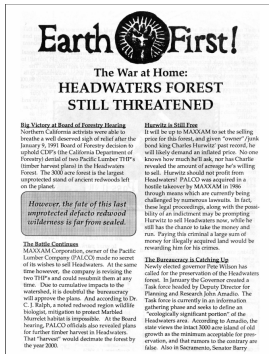 Earth First!
The War at Home:
HEADWATERS FOREST
STILL THREATENED
Big Victory at Board of Forestry Hearing
Northern California activists were able to
breathe a well deserved sigh of relief after the
January 9, 1991 Board of Forestry decision to
uphold CDF's (the California Department of
Forestry) denial of two Pacific Lumber THP's
(timber harvest plans) in the Headwaters
Forest. The 3000 acre forest is the largest
unprotected stand of ancient redwoods left
on the planet.
However, the fate of this last
unprotected defacto redwood
wilderness is far from sealed.
The Battle Continues
MAXXAM Corporation, owner of the Pacific
Lumber Company (PALCO) made no secret
of its wishes to sell Headwaters. At the same
time however, the company is revising the
two THP's and could resubmit them at any
time. Due to cumulative impacts to the
watershed, it is doubtful the bureaucracy
will approve the plans. And according to Dr.
C. J. Ralph, a noted redwood region wildlife
biologist, mitigation to protect Marbled
Murrelet habitat is impossible. At the Board
hearing, PALCO officials also revealed plans
for further timber harvest in Headwaters.
That "harvest" would decimate the forest by
the year 2000.
Hurwitz is Still Free
It will be up to MAXXAM to set the selling
price for this forest, and given "owner"/junk
bond king Charles Hurwitz' past record, he
will likely demand an inflated price. No one
knows how much he'll ask, nor has Charlie
revealed the amount of acreage he's willing
to sell. Hurwitz should not profit from
Headwaters! PALCO was acquired in a
hostile takeover by MAXXAM in 1986
through means which are currently being
challenged by numerous lawsuits. In fact,
these legal proceedings, along with the possi-
bility of an indictment may be prompting
Hurwitz to sell Headwaters now, while he
still has the chance to take the money and
run. Paying this criminal a large sum of
money for illegally acquired land would be
rewarding him for his crimes.
The Bureaucracy is Catching Up
Newly elected governor Pete Wilson has
called for the preservation of the Headwaters
forest. In January the Governor created a
Task force headed by Deputy Director for
Planning and Research John Amadio. The
Task force is currently in an information
gathering phase and seeks to define an
"ecologically significant portion" of the
Headwaters area. According to Amadio, the
state views the intact 3000 acre island of old
growth as the minimum acceptable for pres-
ervation, and that rumors to the contrary are
false. Also in Sacramento, Senator Barry